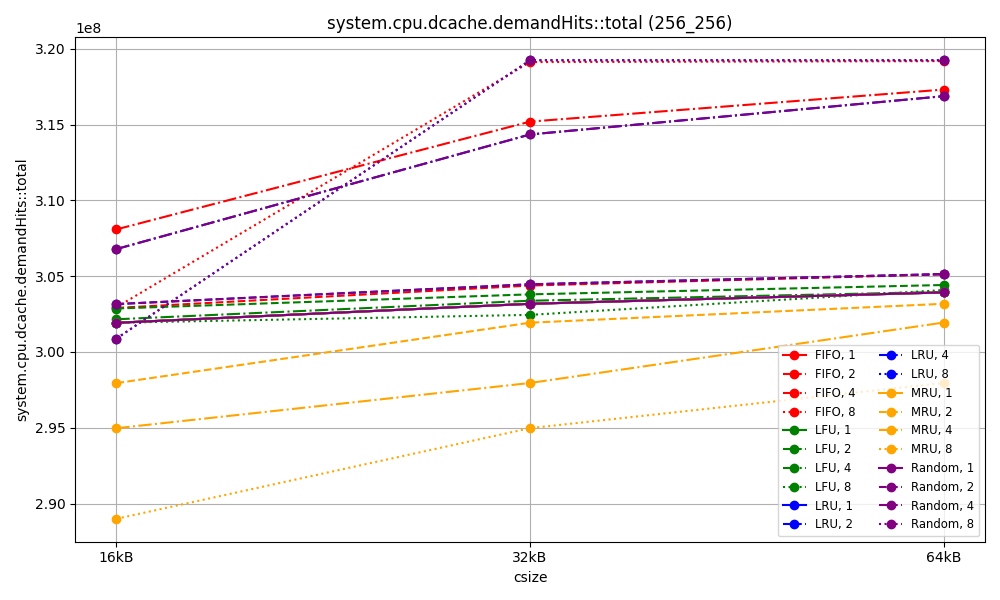 system.cpu.dcache.demandHits::total (256_256)
1e8
3.20
3.15
3.10
3.05
3.00
2.95
2.90
system.cpu.dcache.demandHits::total
16kB
32kB
64kB
csize
FIFO, 1
FIFO, 2
FIFO, 4
FIFO, 8
LFU, 1
LFU, 2
LFU, 4
LFU, 8
LRU, 1
LRU, 2
LRU, 4
LRU, 8
MRU, 1
MRU, 2
MRU, 4
MRU, 8
Random, 1
Random, 2
Random, 4
Random, 8